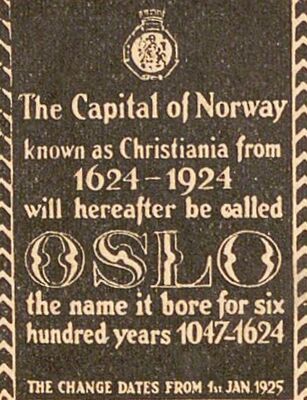 The Capital of Norway
known as Christiania from
1624-1924
will hereafter be called
OSLO
the name it bore for six
hundred years 1047-1624
THE CHANGE DATES FROM 1ST JAN. 1925